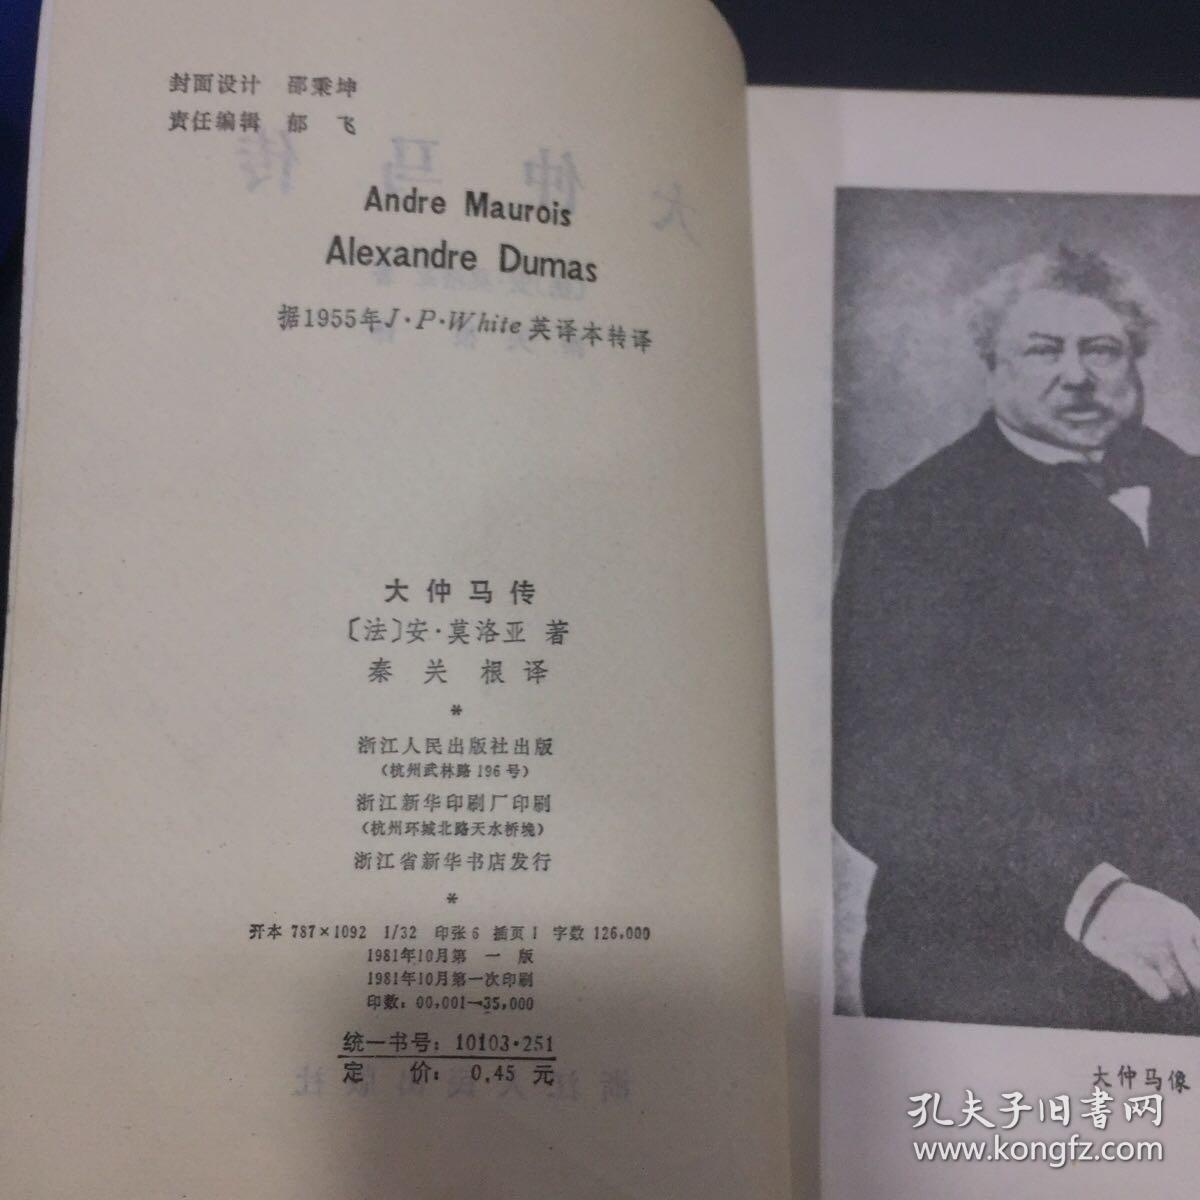 封面设计 邵秉坤
责任编辑 郁飞
Andre Maurois
Alexandre Dumas
据1955年J·P·White英译本转译
大仲马传
〔法〕安·莫洛亚 著
秦关根译
*
浙江人民出版社出版
(杭州武林路196号)
浙江新华印刷厂印刷
(杭州环城北路天水桥堍)
浙江省新华书店发行
*
开本 787×1092 1/32 印张6 插页1 字数 126,000
1981年10月第一版
1981年10月第一次印刷
印数：00,001—35,000
统一书号：10103·251
定价：0.45 元
大仲马像
孔夫子旧书网
www.kongfz.com